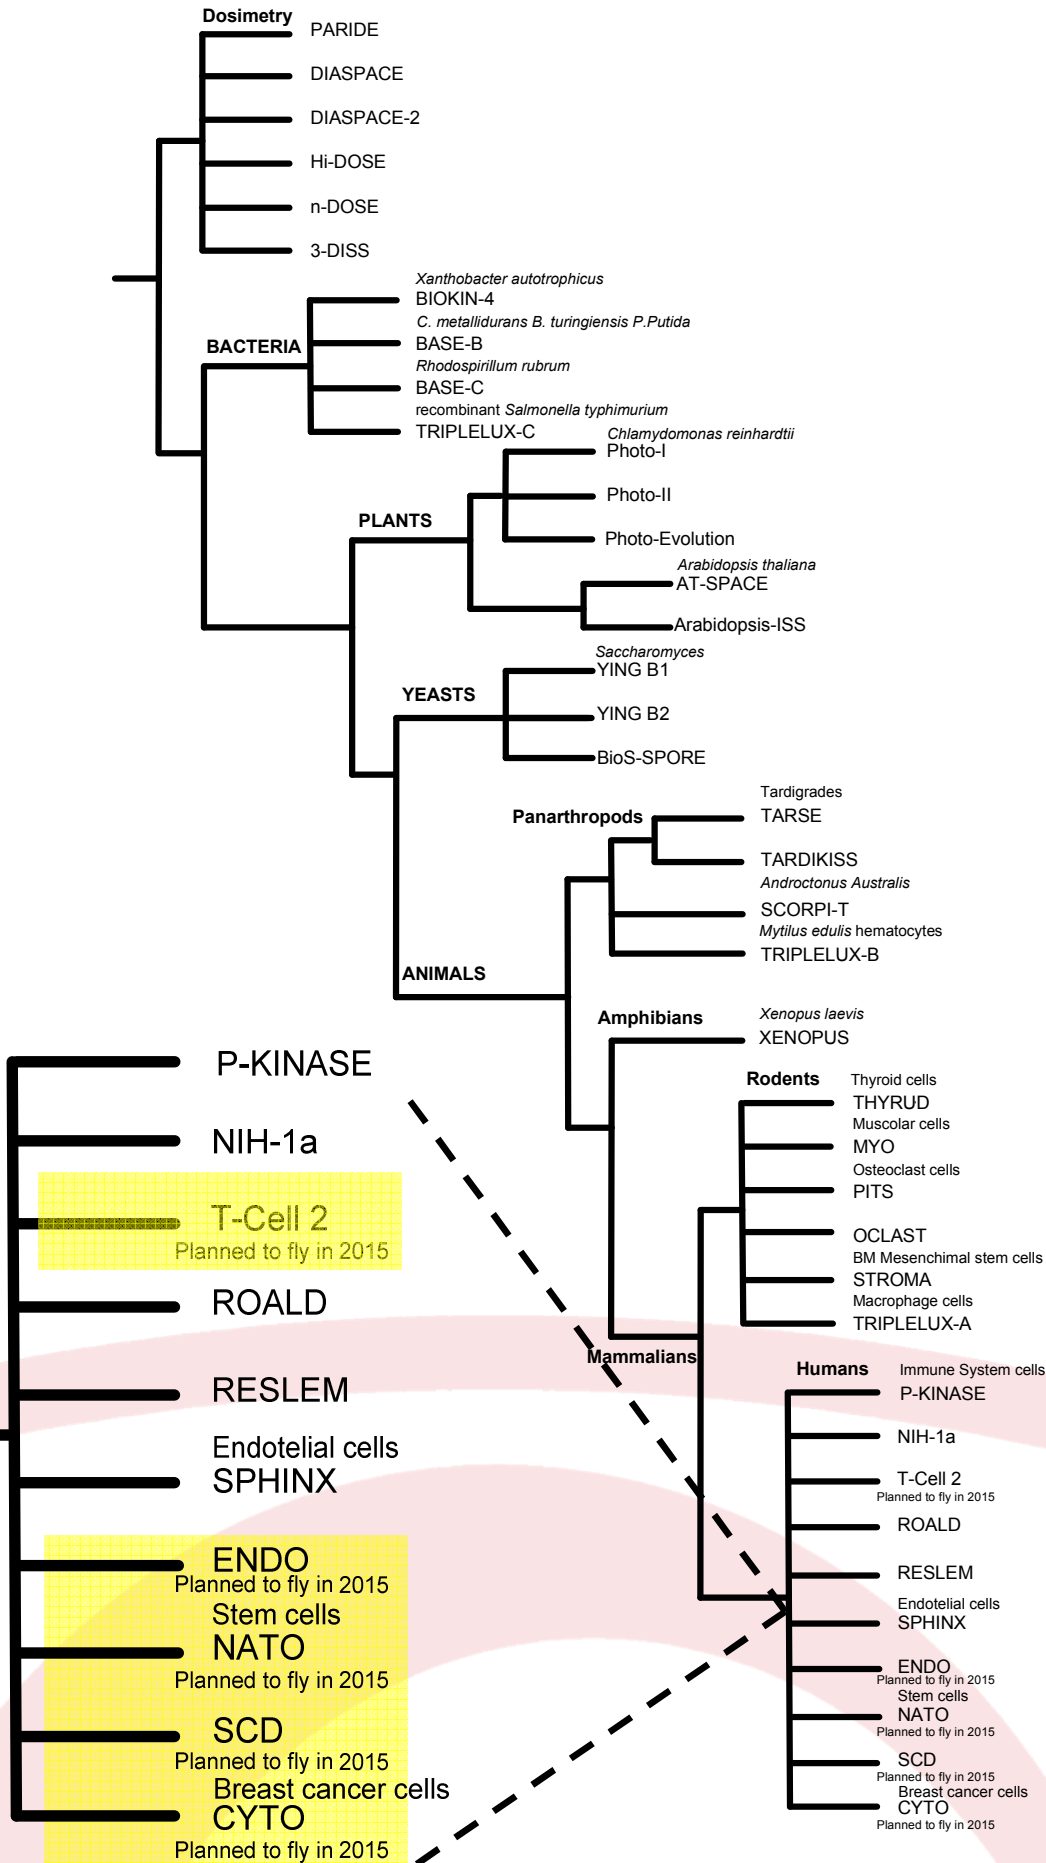 Dosimetry
PARIDE
DIASPACE
DIASPACE-2
Hi-DOSE
n-DOSE
3-DISS
Xanthobacter autotrophicus
BIOKIN-4
C. metallidurans B. turingiensis P.Putida
BACTERIA
BASE-B
Rhodospirillum rubrum
BASE-C
recombinant Salmonella typhimurium
TRIPLELUX-C
Chlamydomonas reinhardtii
Photo-I
Photo-II
PLANTS
Photo-Evolution
Arabidopsis thaliana
AT-SPACE
Arabidopsis-ISS
Saccharomyces
YING B1
YEASTS
YING B2
BioS-SPORE
Tardigrades
Panarthropods
TARSE
TARDIKISS
Androctonus Australis
SCORPI-T
Mytilus edulis hematocytes
TRIPLELUX-B
ANIMALS
Xenopus laevis
Amphibians
XENOPUS
Rodents
Thyroid cells
THYRUD
Muscolar cells
MYO
Osteoclast cells
PITS
OCLAST
BM Mesenchimal stem cells
STROMA
Macrophage cells
TRIPLELUX-A
Mammalians
Humans
Immune System cells
P-KINASE
NIH-1a
T-Cell 2
Planned to fly in 2015
ROALD
RESLEM
Endotelial cells
SPHINX
ENDO
Planned to fly in 2015
Stem cells
NATO
Planned to fly in 2015
SCD
Planned to fly in 2015
Breast cancer cells
CYTO
Planned to fly in 2015
P-KINASE
NIH-1a
T-Cell 2
Planned to fly in 2015
ROALD
RESLEM
Endotelial cells
SPHINX
ENDO
Planned to fly in 2015
Stem cells
NATO
Planned to fly in 2015
SCD
Planned to fly in 2015
Breast cancer cells
CYTO
Planned to fly in 2015